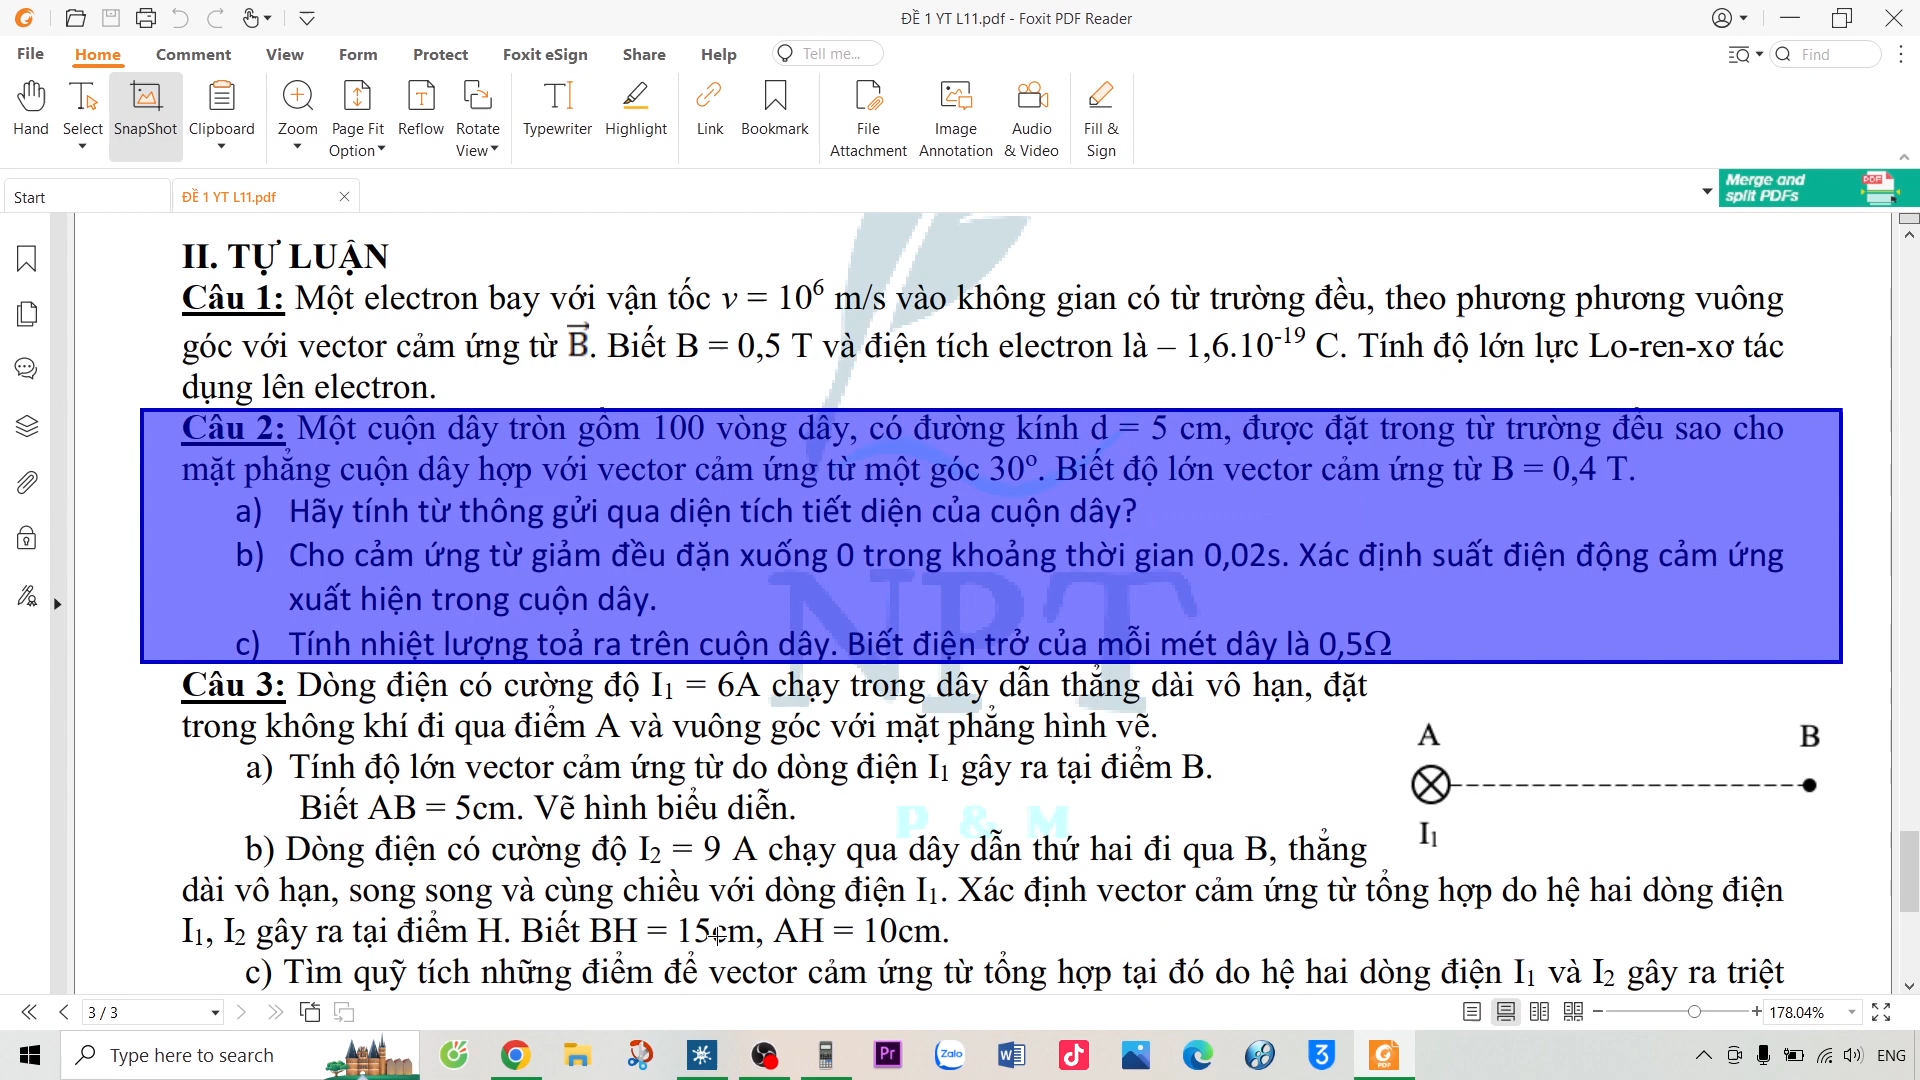 ĐỀ 1 YT L11.pdf - Foxit PDF Reader
File Home Comment View Form Protect Foxit eSign Share Help Tell me... Find
Hand Select SnapShot Clipboard Zoom Page Fit Option Reflow Rotate View Typewriter Highlight Link Bookmark File Attachment Image Annotation Audio & Video Fill & Sign
Start ĐỀ 1 YT L11.pdf Merge and split PDFs
II. TỰ LUẬN
Câu 1: Một electron bay với vận tốc v = 10⁶ m/s vào không gian có từ trường đều, theo phương phương vuông
góc với vector cảm ứng từ B⃗. Biết B = 0,5 T và điện tích electron là – 1,6.10⁻¹⁹ C. Tính độ lớn lực Lo-ren-xơ tác
dụng lên electron.
Câu 2: Một cuộn dây tròn gồm 100 vòng dây, có đường kính d = 5 cm, được đặt trong từ trường đều sao cho
mặt phẳng cuộn dây hợp với vector cảm ứng từ một góc 30°. Biết độ lớn vector cảm ứng từ B = 0,4 T.
a) Hãy tính từ thông gửi qua diện tích tiết diện của cuộn dây?
b) Cho cảm ứng từ giảm đều đặn xuống 0 trong khoảng thời gian 0,02s. Xác định suất điện động cảm ứng
xuất hiện trong cuộn dây.
c) Tính nhiệt lượng toả ra trên cuộn dây. Biết điện trở của mỗi mét dây là 0,5Ω
NPT
Câu 3: Dòng điện có cường độ I₁ = 6A chạy trong dây dẫn thẳng dài vô hạn, đặt
trong không khí đi qua điểm A và vuông góc với mặt phẳng hình vẽ.
A B
a) Tính độ lớn vector cảm ứng từ do dòng điện I₁ gây ra tại điểm B.
Biết AB = 5cm. Vẽ hình biểu diễn.
P & M
I₁
b) Dòng điện có cường độ I₂ = 9 A chạy qua dây dẫn thứ hai đi qua B, thẳng
dài vô hạn, song song và cùng chiều với dòng điện I₁. Xác định vector cảm ứng từ tổng hợp do hệ hai dòng điện
I₁, I₂ gây ra tại điểm H. Biết BH = 15cm, AH = 10cm.
c) Tìm quỹ tích những điểm để vector cảm ứng từ tổng hợp tại đó do hệ hai dòng điện I₁ và I₂ gây ra triệt
3 / 3 178.04%
Type here to search Pr Zalo ENG